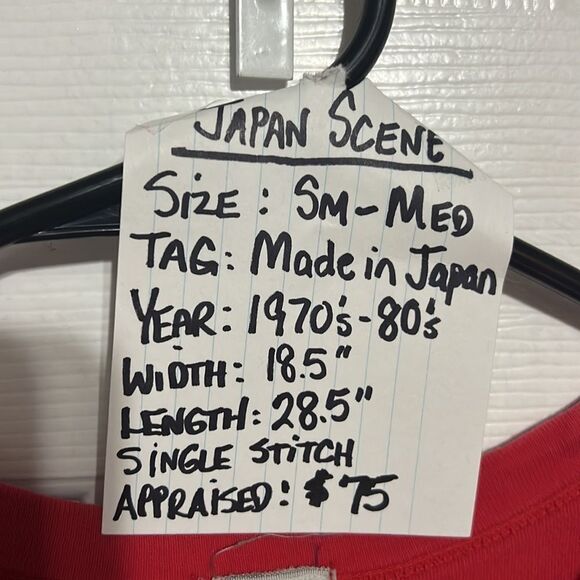 JAPAN SCENE
SIZE: SM-MED
TAG: Made in Japan
YEAR: 1970's-80's
WIDTH: 18.5"
LENGTH: 28.5"
SINGLE STITCH
APPRAISED: $75